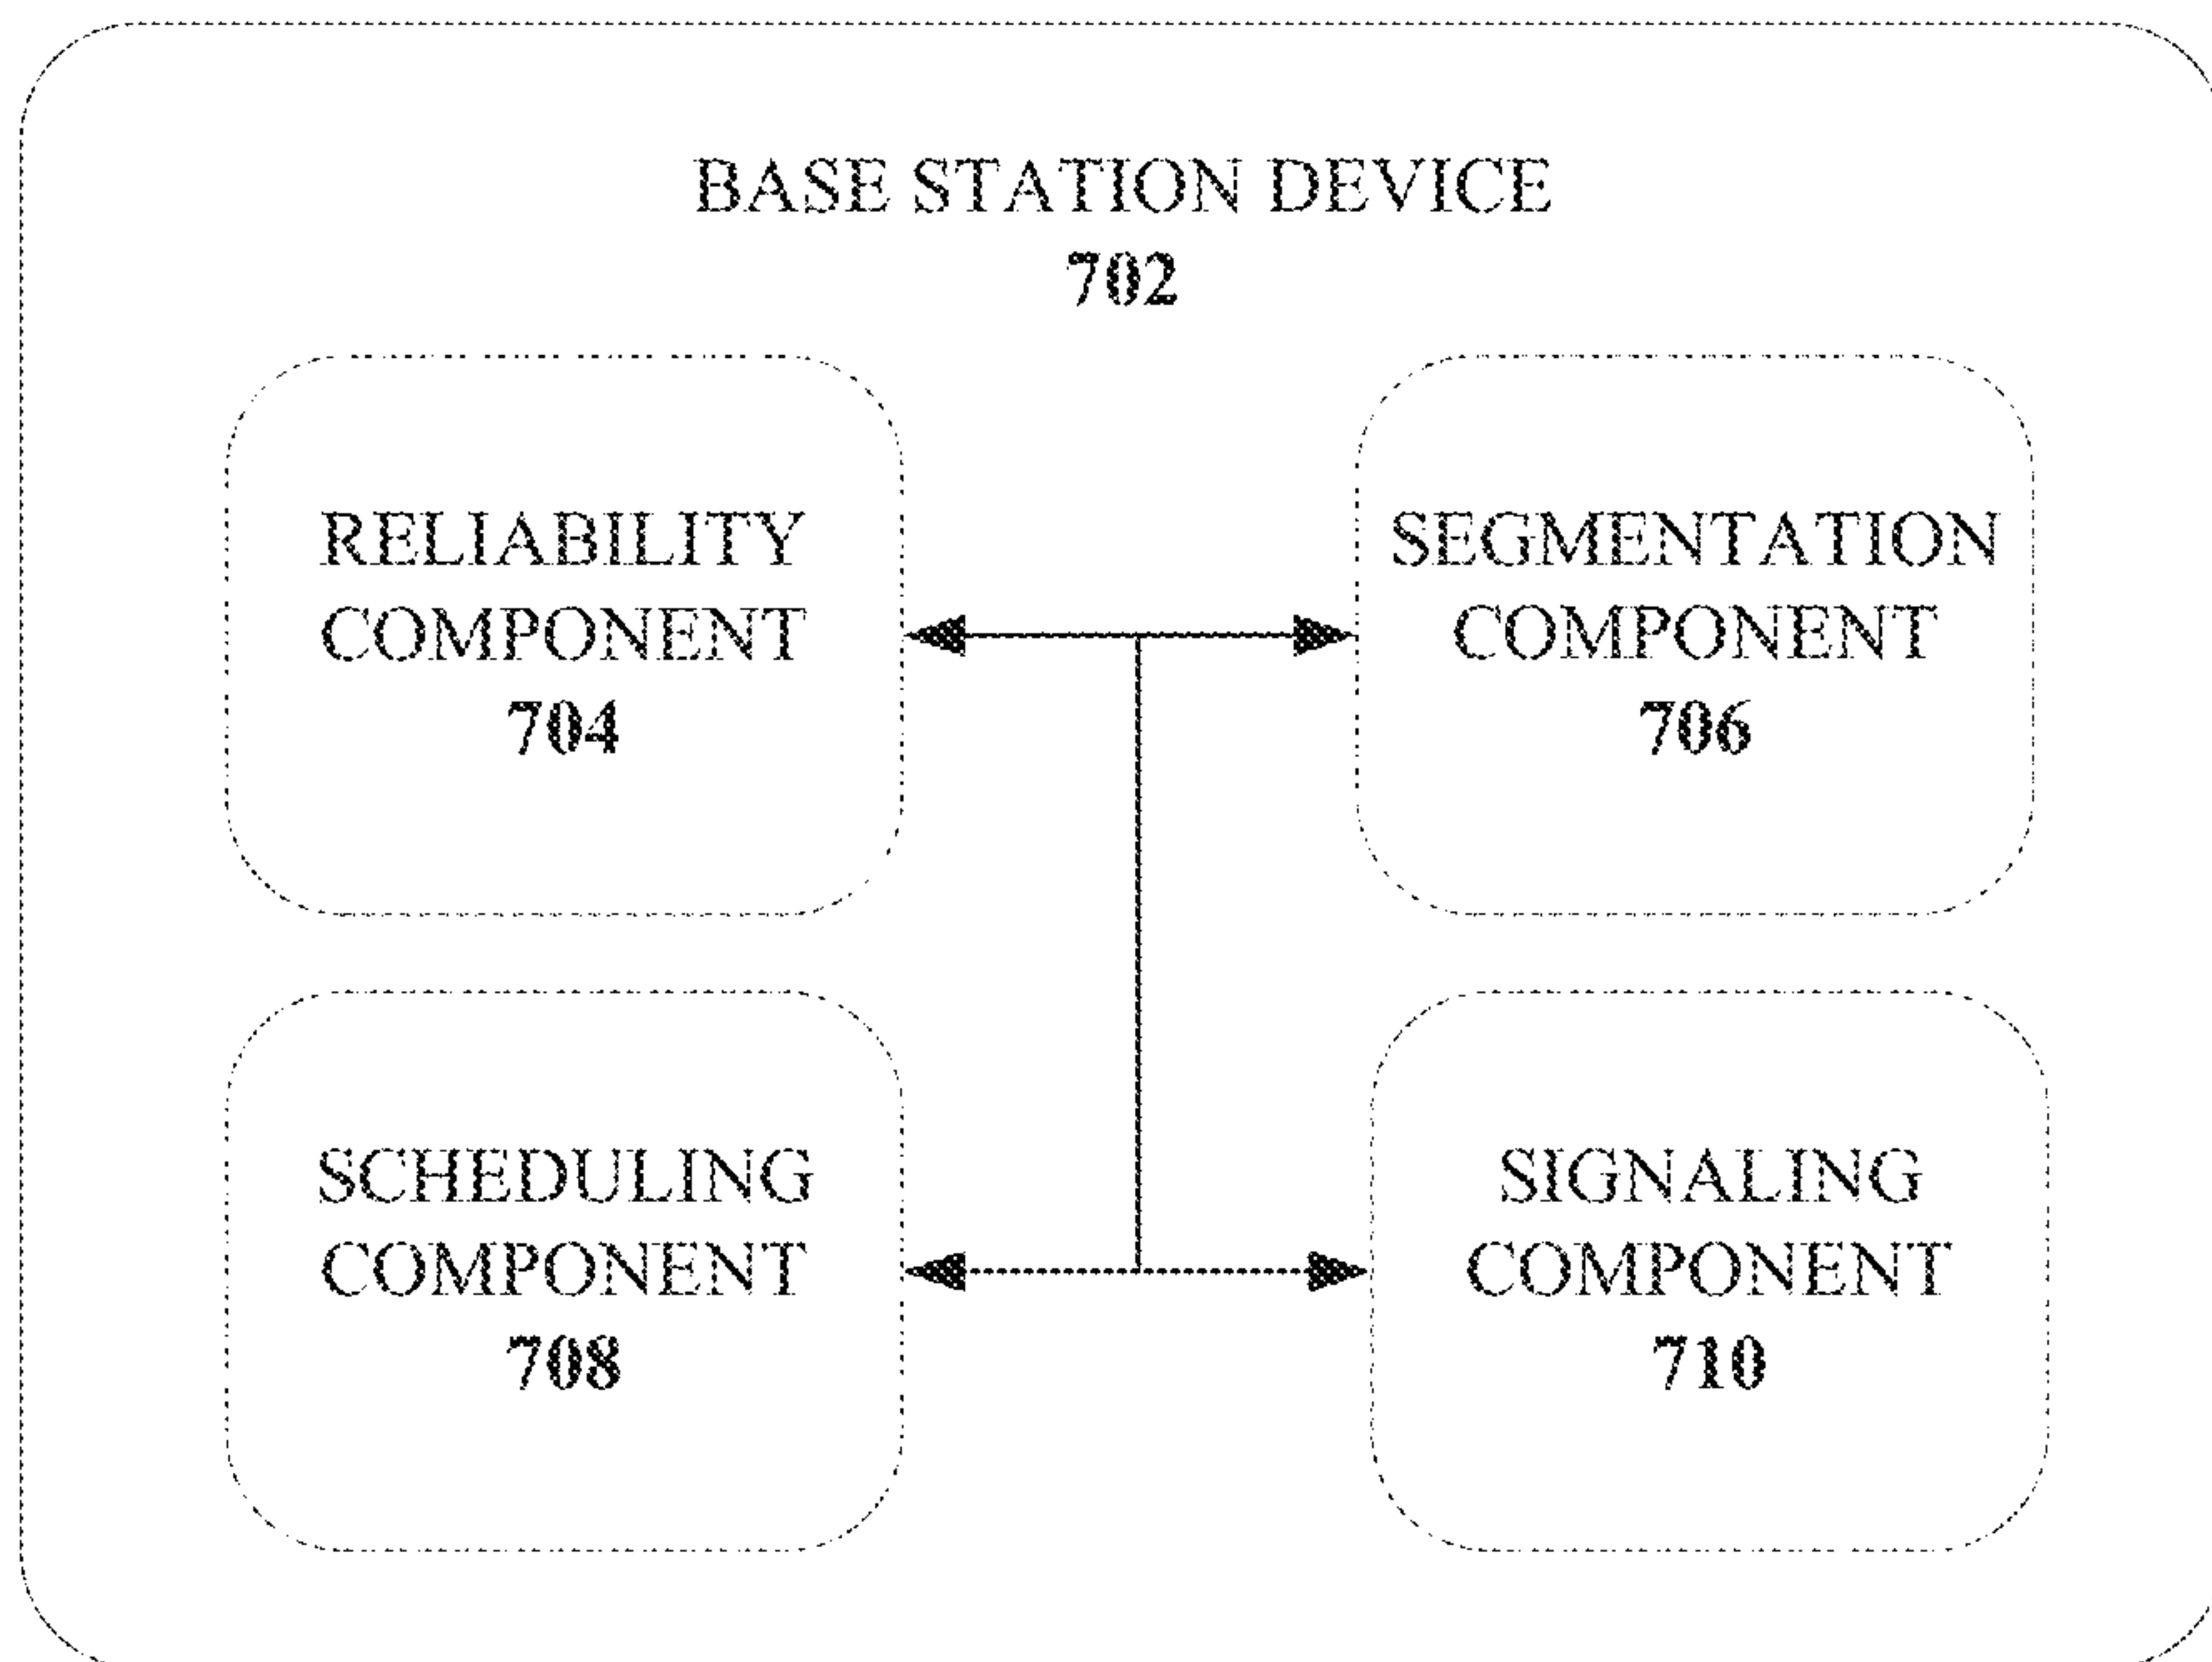 BASE STATION DEVICE
702
RELIABILITY
COMPONENT
704
SEGMENTATION
COMPONENT
706
SCHEDULING
COMPONENT
708
SIGNALING
COMPONENT
710